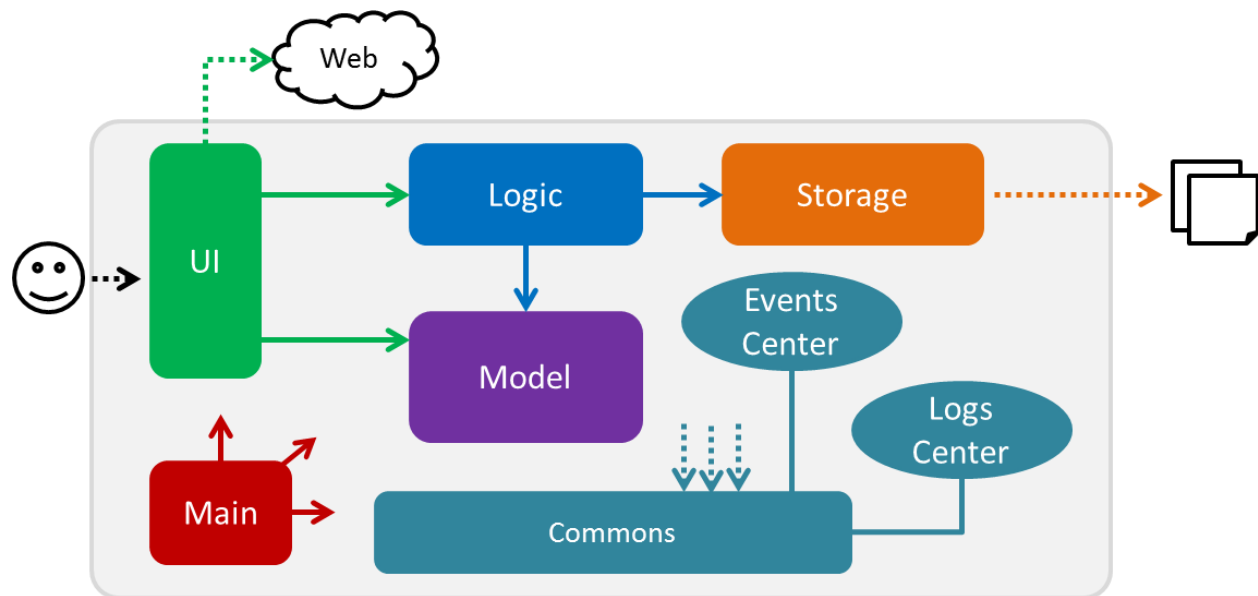 Web
UI
Logic
Storage
Events
Center
Model
Logs
Center
Main
Commons